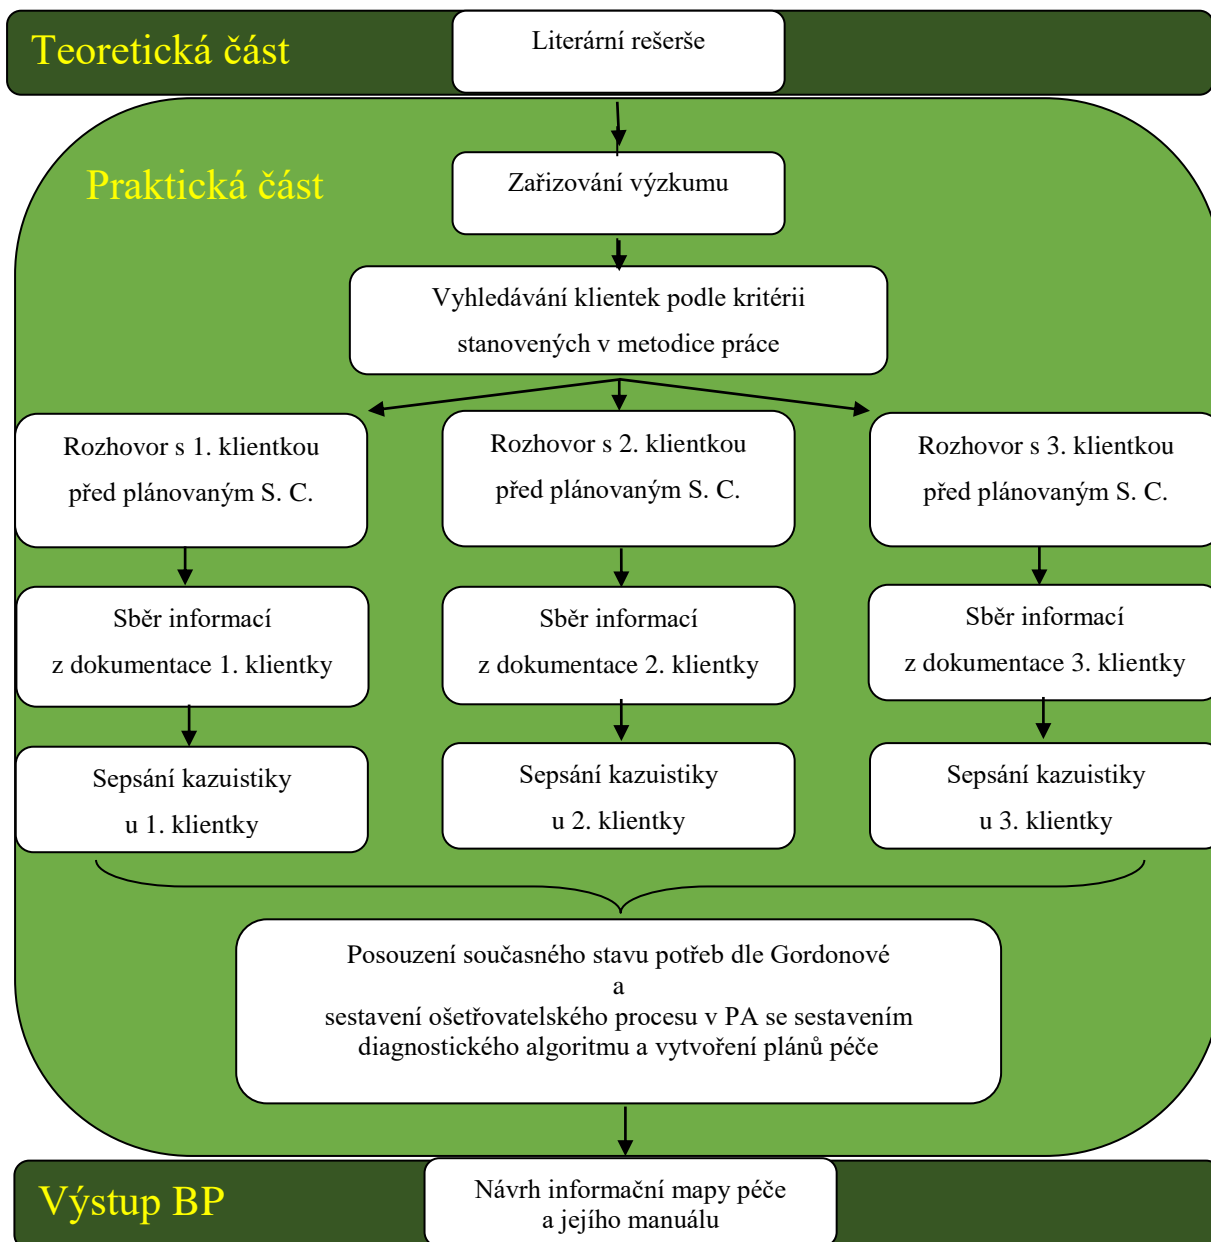 Teoretická část
Literární rešerše
Praktická část
Zařizování výzkumu
Vyhledávání klientek podle kritérii
stanovených v metodice práce
Rozhovor s 1. klientkou
před plánovaným S. C.
Rozhovor s 2. klientkou
před plánovaným S. C.
Rozhovor s 3. klientkou
před plánovaným S. C.
Sběr informací
z dokumentace 1. klientky
Sběr informací
z dokumentace 2. klientky
Sběr informací
z dokumentace 3. klientky
Sepsání kazuistiky
u 1. klientky
Sepsání kazuistiky
u 2. klientky
Sepsání kazuistiky
u 3. klientky
Posouzení současného stavu potřeb dle Gordonové
a
sestavení ošetřovatelského procesu v PA se sestavením
diagnostického algoritmu a vytvoření plánů péče
Výstup BP
Návrh informační mapy péče
a jejího manuálu